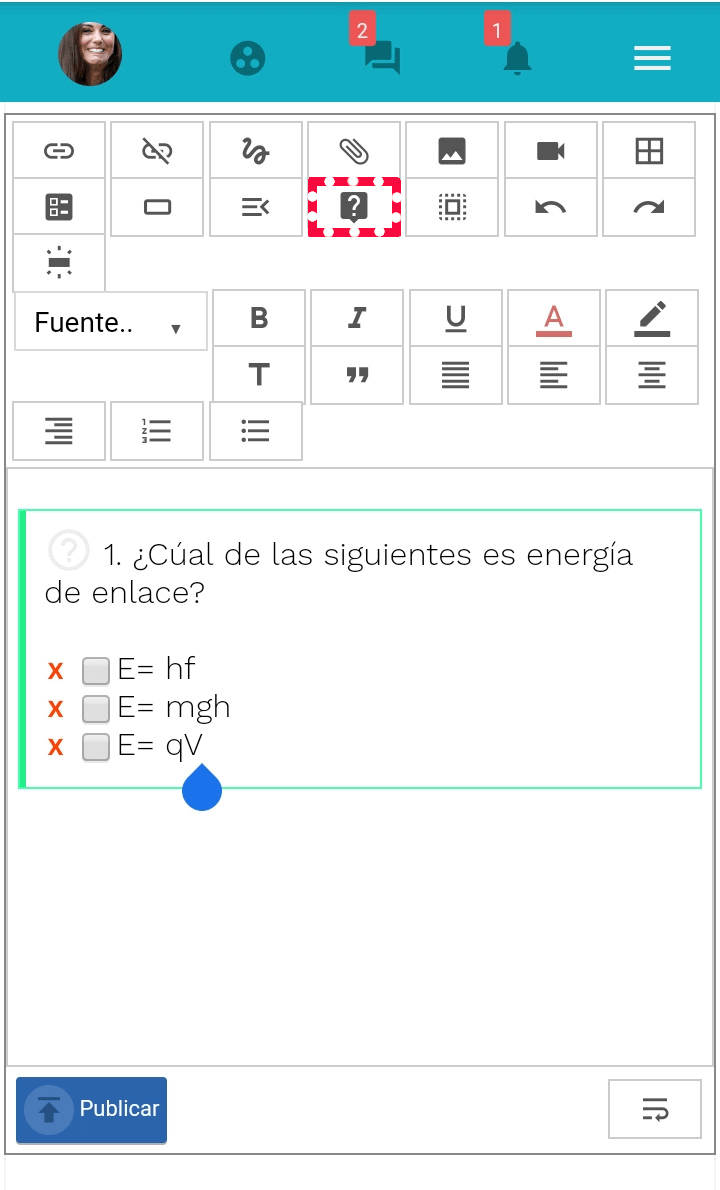 2
1
Fuente..
B
I
U
A
T
1. ¿Cúal de las siguientes es energía
de enlace?
x E= hf
x E= mgh
x E= qV
Publicar